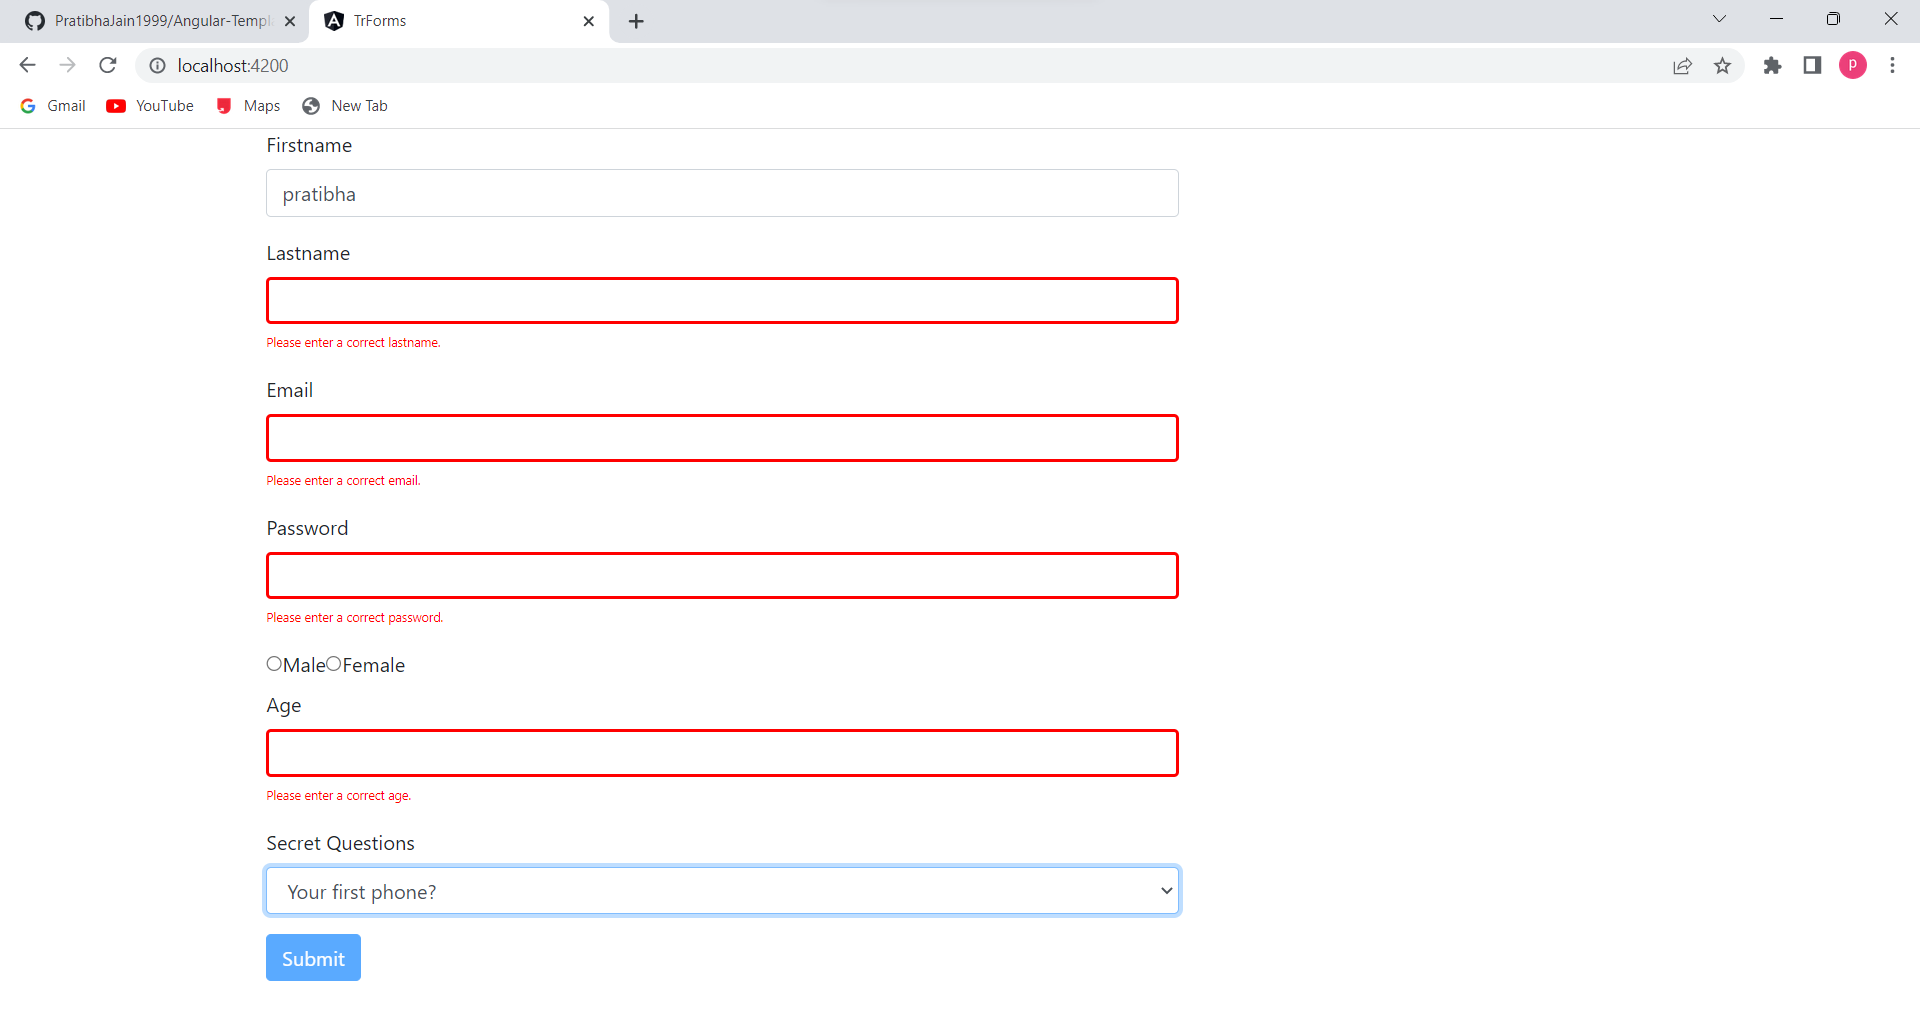 PratibhaJain1999/Angular-Templ
TrForms
localhost:4200
P
Gmail
YouTube
Maps
New Tab
Firstname
pratibha
Lastname
Please enter a correct lastname.
Email
Please enter a correct email.
Password
Please enter a correct password.
Male Female
Age
Please enter a correct age.
Secret Questions
Your first phone?
Submit